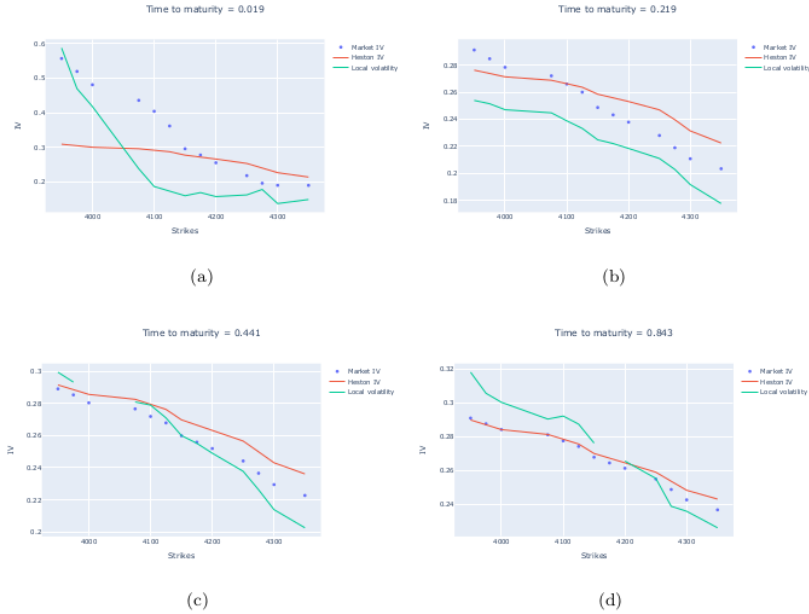 Time to maturity = 0.019
Market IV
Heston IV
Local volatility
IV
0.6
0.5
0.4
0.3
0.2
4000
4100
4200
4300
Strikes
(a)
Time to maturity = 0.219
Market IV
Heston IV
Local volatility
IV
0.28
0.26
0.24
0.22
0.2
0.18
4000
4100
4200
4300
Strikes
(b)
Time to maturity = 0.441
Market IV
Heston IV
Local volatility
IV
0.3
0.28
0.26
0.24
0.22
0.2
4000
4100
4200
4300
Strikes
(c)
Time to maturity = 0.843
Market IV
Heston IV
Local volatility
IV
0.32
0.3
0.28
0.26
0.24
4000
4100
4200
4300
Strikes
(d)